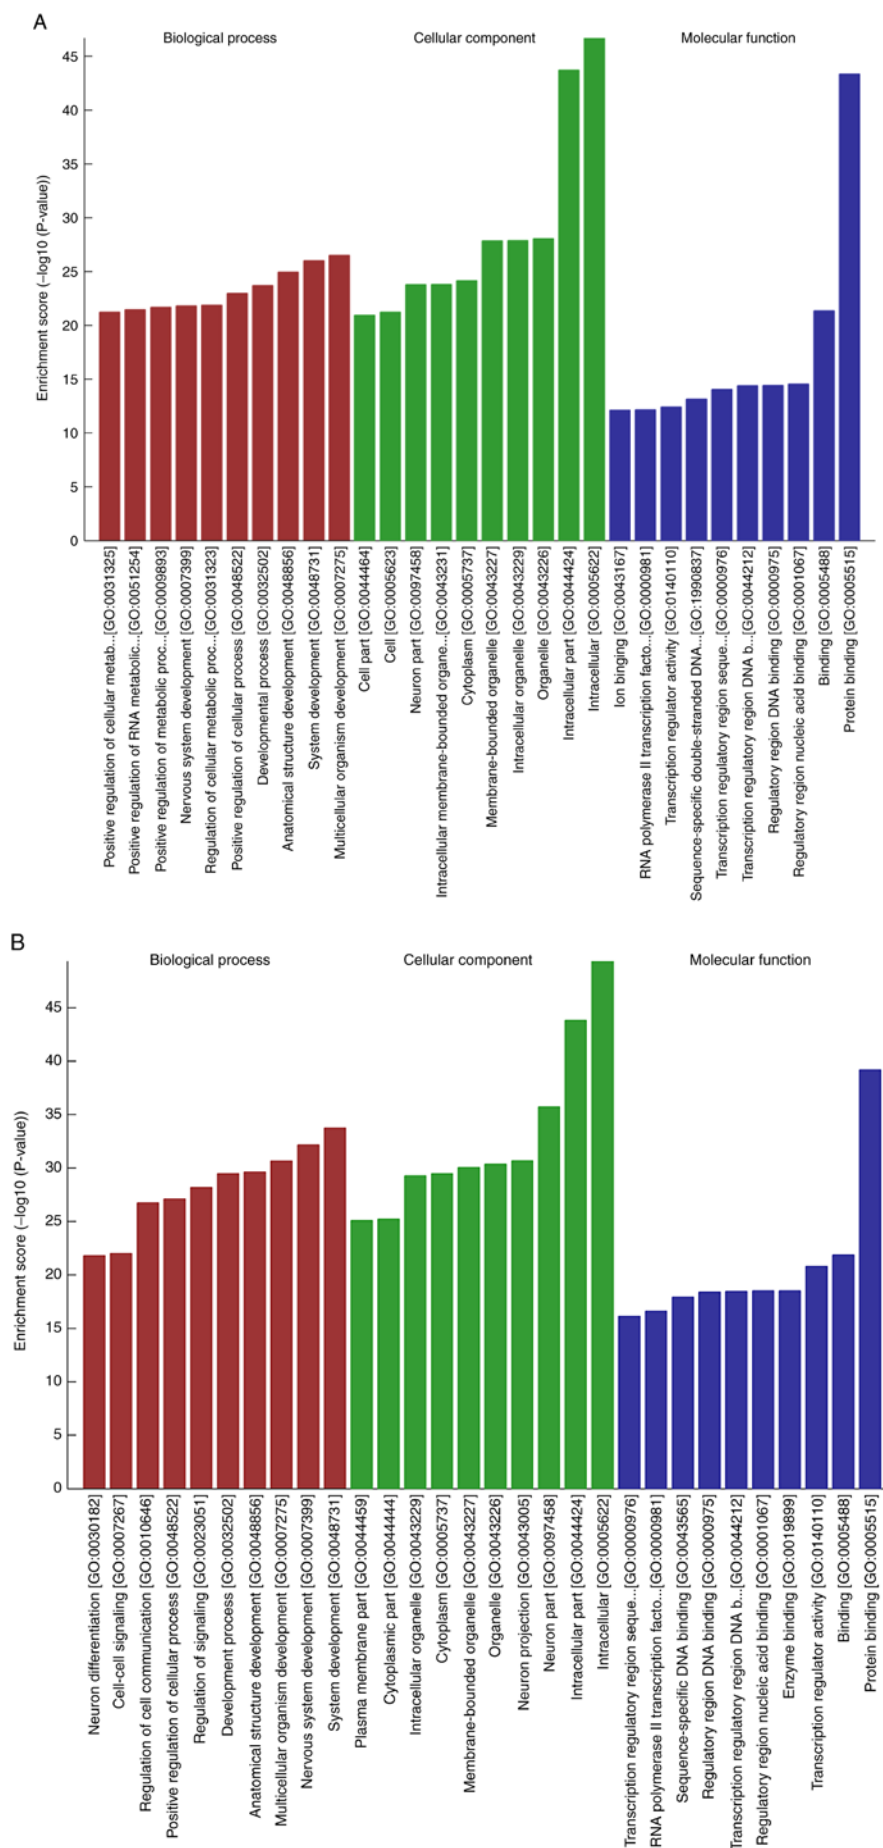 A
Biological process
Cellular component
Molecular function
Enrichment score (−log10 (P-value))
45
40
35
30
25
20
15
10
5
0
Positive regulation of cellular metab...[GO:0031325]
Positive regulation of RNA metabolic...[GO:0051254]
Positive regulation of metabolic proc...[GO:0009893]
Nervous system development [GO:0007399]
Regulation of cellular metabolic proc...[GO:0031323]
Positive regulation of cellular process [GO:0048522]
Developmental process [GO:0032502]
Anatomical structure development [GO:0048856]
System development [GO:0048731]
Multicellular organism development [GO:0007275]
Cell part [GO:0044464]
Cell [GO:0005623]
Neuron part [GO:0097458]
Intracellular membrane-bounded organe...[GO:0043231]
Cytoplasm [GO:0005737]
Membrane-bounded organelle [GO:0043227]
Intracellular organelle [GO:0043229]
Organelle [GO:0043226]
Intracellular part [GO:0044424]
Intracellular [GO:0005622]
Ion binging [GO:0043167]
RNA polymerase II transcription facto...[GO:0000981]
Transcription regulator activity [GO:0140110]
Sequence-specific double-stranded DNA...[GO:1990837]
Transcription regulatory region seque...[GO:0000976]
Transcription regulatory region DNA b...[GO:0044212]
Regulatory region DNA binding [GO:0000975]
Regulatory region nucleic acid binding [GO:0001067]
Binding [GO:0005488]
Protein binding [GO:0005515]
B
Biological process
Cellular component
Molecular function
Enrichment score (−log10 (P-value))
45
40
35
30
25
20
15
10
5
0
Neuron differentiation [GO:0030182]
Cell-cell signaling [GO:0007267]
Regulation of cell communication [GO:0010646]
Positive regulation of cellular process [GO:0048522]
Regulation of signaling [GO:0023051]
Development process [GO:0032502]
Anatomical structure development [GO:0048856]
Multicellular organism development [GO:0007275]
Nervous system development [GO:0007399]
System development [GO:0048731]
Plasma membrane part [GO:0044459]
Cytoplasmic part [GO:0044444]
Intracellular organelle [GO:0043229]
Cytoplasm [GO:0005737]
Membrane-bounded organelle [GO:0043227]
Organelle [GO:0043226]
Neuron projection [GO:0043005]
Neuron part [GO:0097458]
Intracellular part [GO:0044424]
Intracellular [GO:0005622]
Transcription regulatory region seque...[GO:0000976]
RNA polymerase II transcription facto...[GO:0000981]
Sequence-specific DNA binding [GO:0043565]
Regulatory region DNA binding [GO:0000975]
Transcription regulatory region DNA b...[GO:0044212]
Regulatory region nucleic acid binding [GO:0001067]
Enzyme binding [GO:0019899]
Transcription regulator activity [GO:0140110]
Binding [GO:0005488]
Protein binding [GO:0005515]